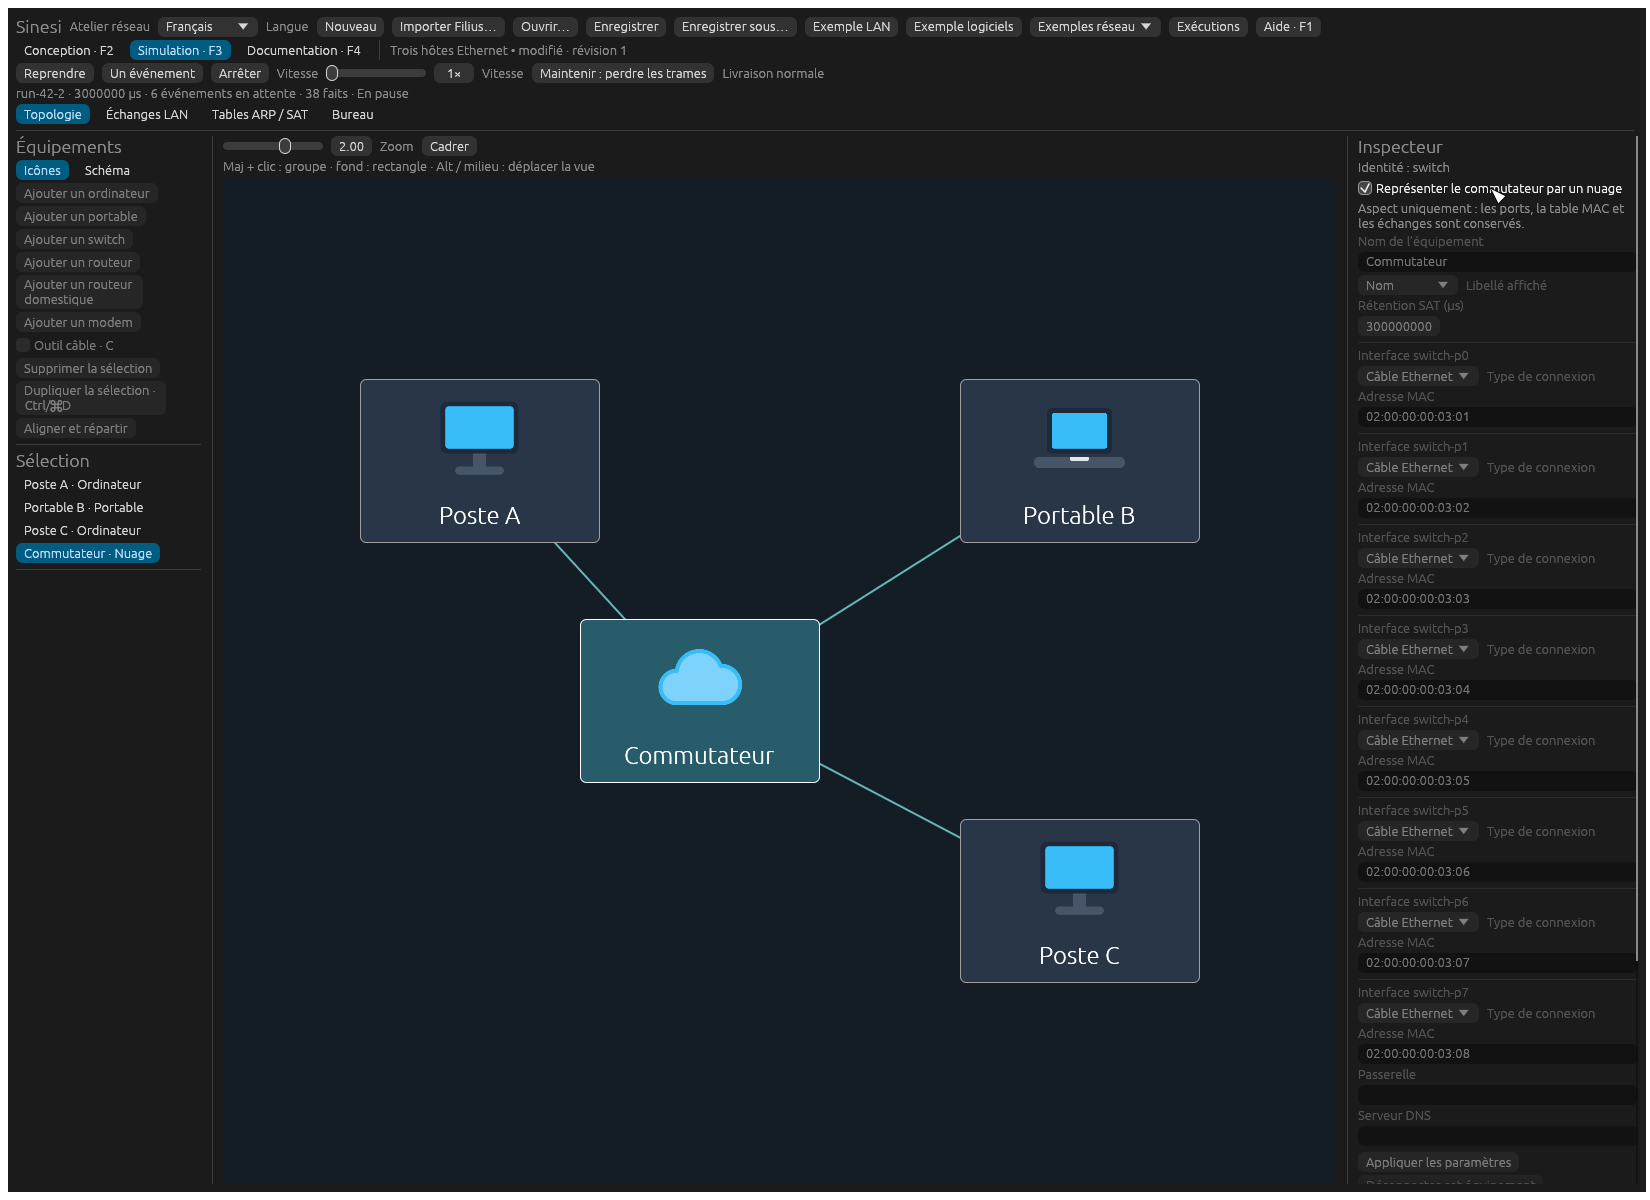 Sinesi Atelier réseau Français Langue Nouveau Importer Filius... Ouvrir... Enregistrer Enregistrer sous... Exemple LAN Exemple logiciels Exemples réseau Exécutions Aide · F1
Conception · F2 Simulation · F3 Documentation · F4 Trois hôtes Ethernet • modifié · révision 1
Reprendre Un événement Arrêter Vitesse 1× Vitesse Maintenir : perdre les trames Livraison normale
run-42-2 · 3000000 µs · 6 événements en attente · 38 faits · En pause
Topologie Échanges LAN Tables ARP / SAT Bureau
Équipements
Icônes Schéma
Ajouter un ordinateur
Ajouter un portable
Ajouter un switch
Ajouter un routeur
Ajouter un routeur
domestique
Ajouter un modem
Outil câble · C
Supprimer la sélection
Dupliquer la sélection ·
Ctrl/⌘D
Aligner et répartir
Sélection
Poste A · Ordinateur
Portable B · Portable
Poste C · Ordinateur
Commutateur · Nuage
2.00 Zoom Cadrer
Maj + clic : groupe · fond : rectangle · Alt / milieu : déplacer la vue
Poste A
Portable B
Commutateur
Poste C
Inspecteur
Identité : switch
Représenter le commutateur par un nuage
Aspect uniquement : les ports, la table MAC et
les échanges sont conservés.
Nom de l'équipement
Commutateur
Nom Libellé affiché
Rétention SAT (µs)
300000000
Interface switch-p0
Câble Ethernet Type de connexion
Adresse MAC
02:00:00:00:03:01
Interface switch-p1
Câble Ethernet Type de connexion
Adresse MAC
02:00:00:00:03:02
Interface switch-p2
Câble Ethernet Type de connexion
Adresse MAC
02:00:00:00:03:03
Interface switch-p3
Câble Ethernet Type de connexion
Adresse MAC
02:00:00:00:03:04
Interface switch-p4
Câble Ethernet Type de connexion
Adresse MAC
02:00:00:00:03:05
Interface switch-p5
Câble Ethernet Type de connexion
Adresse MAC
02:00:00:00:03:06
Interface switch-p6
Câble Ethernet Type de connexion
Adresse MAC
02:00:00:00:03:07
Interface switch-p7
Câble Ethernet Type de connexion
Adresse MAC
02:00:00:00:03:08
Passerelle
Serveur DNS
Appliquer les paramètres